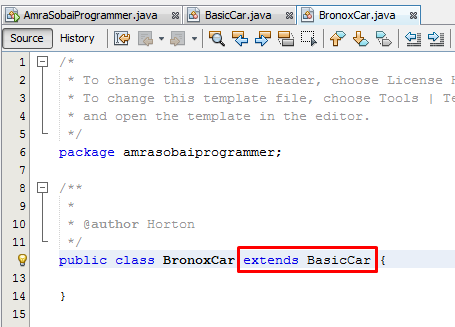 AmraSobaiProgrammer.java BasicCar.java BronoxCar.java
Source History
1 /*
2 * To change this license header, choose License H
3 * To change this template file, choose Tools | Te
4 * and open the template in the editor.
5 */
6 package amrasobaiprogrammer;
7
8 /**
9 *
10 * @author Horton
11 */
public class BronoxCar extends BasicCar {
13
14 }
15